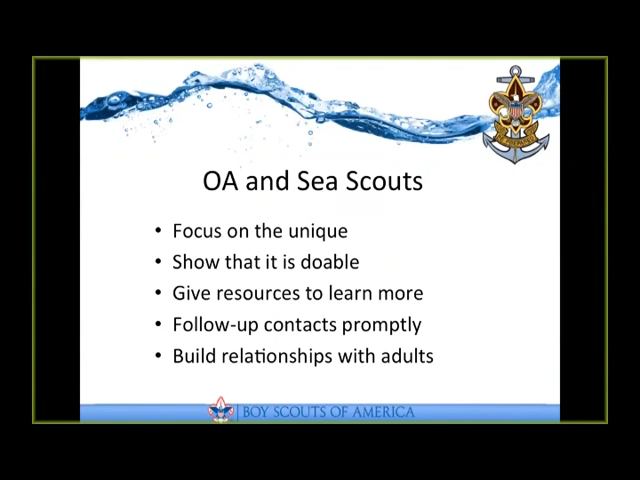 OA and Sea Scouts
• Focus on the unique
• Show that it is doable
• Give resources to learn more
• Follow-up contacts promptly
• Build relationships with adults
BOY SCOUTS OF AMERICA